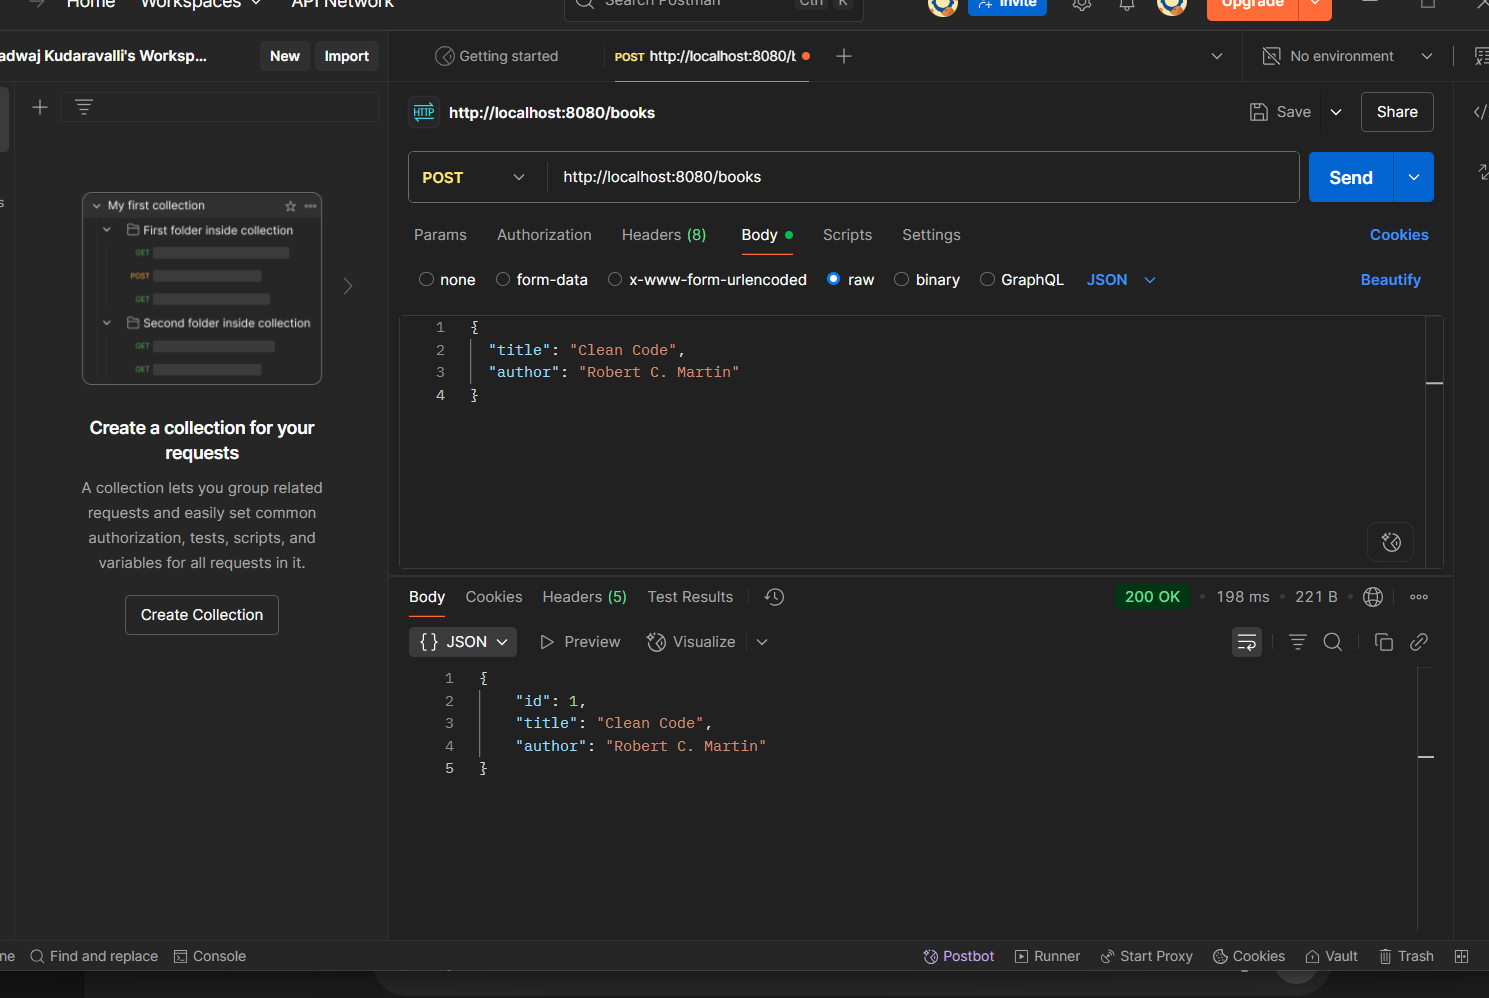 Home Workspaces API Network
Search Postman Ctrl K
Invite
Upgrade
adwaj Kudaravalli's Worksp...
New
Import
Getting started
POST http://localhost:8080/b
No environment
HTTP http://localhost:8080/books
Save
Share
POST
http://localhost:8080/books
Send
Params Authorization Headers (8) Body Scripts Settings
Cookies
none form-data x-www-form-urlencoded raw binary GraphQL JSON
Beautify
1 {
2 "title": "Clean Code",
3 "author": "Robert C. Martin"
4 }
My first collection
First folder inside collection
GET
POST
GET
Second folder inside collection
GET
GET
Create a collection for your
requests
A collection lets you group related
requests and easily set common
authorization, tests, scripts, and
variables for all requests in it.
Create Collection
Body Cookies Headers (5) Test Results
200 OK • 198 ms • 221 B •
{} JSON Preview Visualize
1 {
2 "id": 1,
3 "title": "Clean Code",
4 "author": "Robert C. Martin"
5 }
ne Find and replace Console
Postbot Runner Start Proxy Cookies Vault Trash